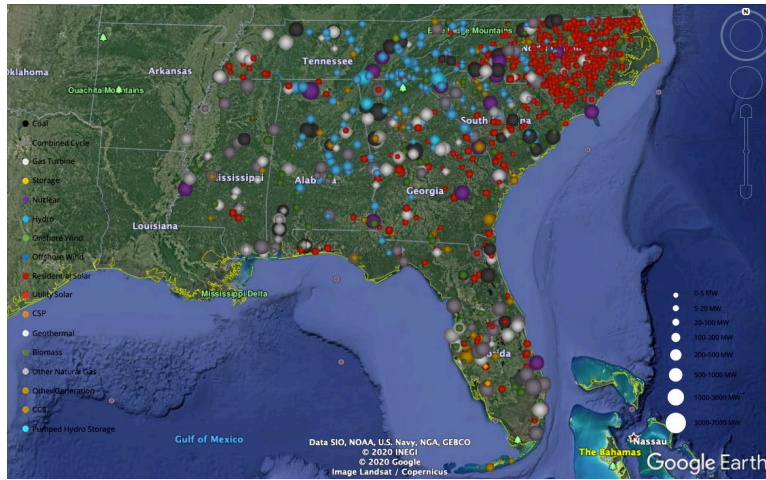 N
Blue Ridge Mountains
Tennessee
Oklahoma
Arkansas
Ouachita Mountains
Coal
Combined Cycle
South Carolina
Gas Turbine
Storage
Mississippi
Alabama
Georgia
Nuclear
Hydro
Louisiana
Onshore Wind
Offshore Wind
Residential Solar
Mississippi Delta
Utility Solar
CSP
Geothermal
Biomass
Other Natural Gas
Other Generation
CCS
Pumped Hydro Storage
Florida
0-5 MW
5-20 MW
20-100 MW
100-200 MW
200-500 MW
500-1000 MW
1000-3000 MW
3000-7000 MW
Gulf of Mexico
Data SIO, NOAA, U.S. Navy, NGA, GEBCO
© 2020 INEGI
© 2020 Google
Image Landsat / Copernicus
Nassau
The Bahamas
Google Earth